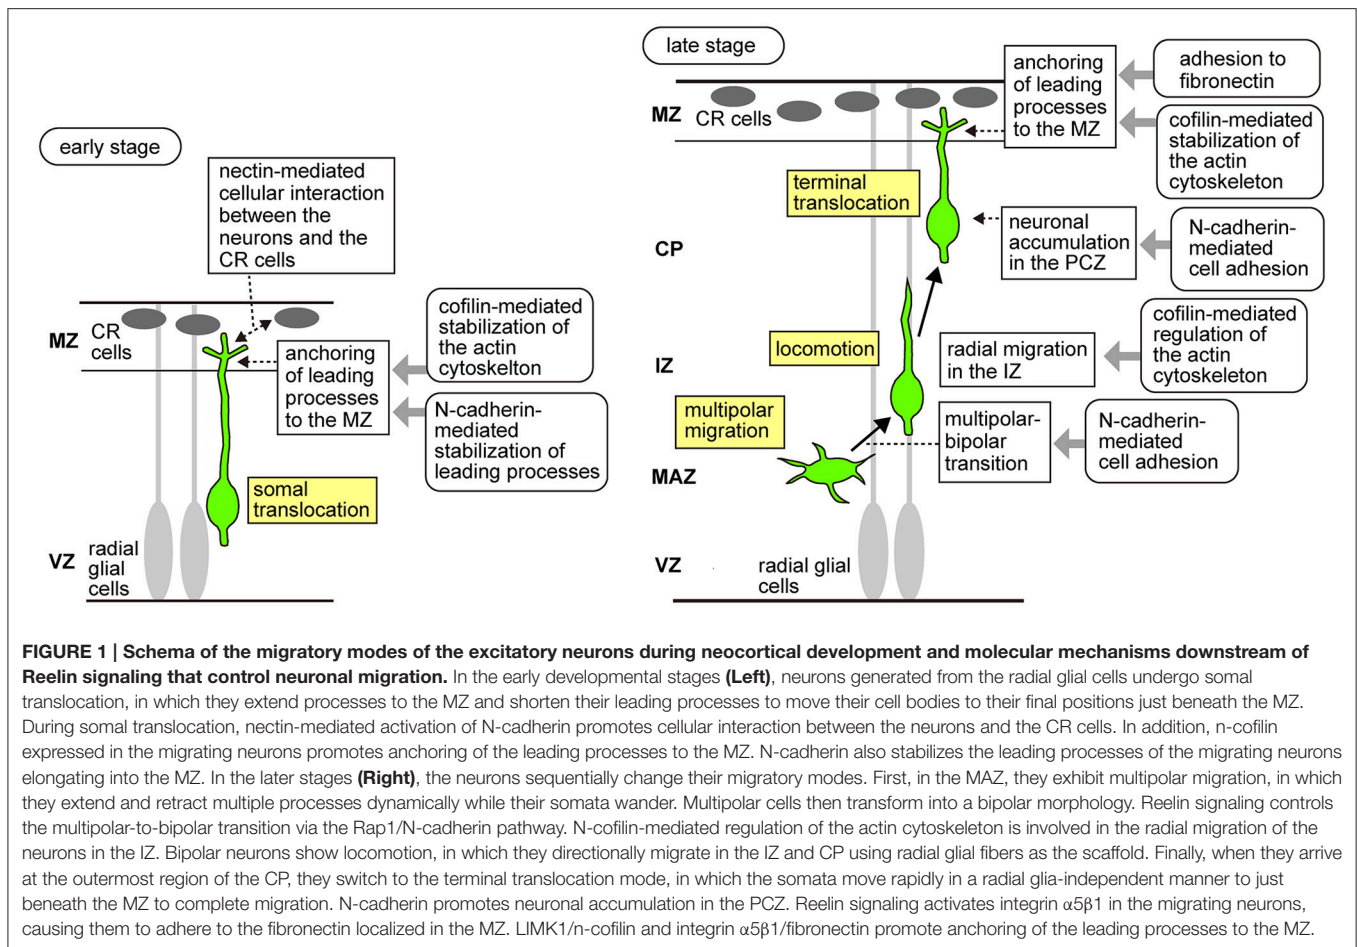 early stage
nectin-mediated
cellular interaction
between the
neurons and the
CR cells
MZ
CR
cells
cofilin-mediated
stabilization of
the actin
cytoskelton
anchoring
of leading
processes
to the MZ
N-cadherin-
mediated
stabilization of
leading processes
somal
translocation
VZ
radial
glial
cells
late stage
MZ
CR cells
anchoring
of leading
processes
to the MZ
adhesion to
fibronectin
cofilin-mediated
stabilization of
the actin
cytoskeleton
terminal
translocation
CP
neuronal
accumulation
in the PCZ
N-cadherin-
mediated
cell adhesion
locomotion
IZ
radial migration
in the IZ
cofilin-mediated
regulation of
the actin
cytoskeleton
multipolar
migration
MAZ
multipolar-
bipolar
transition
N-cadherin-
mediated
cell adhesion
VZ
radial glial
cells
FIGURE 1 | Schema of the migratory modes of the excitatory neurons during neocortical development and molecular mechanisms downstream of
Reelin signaling that control neuronal migration. In the early developmental stages (Left), neurons generated from the radial glial cells undergo somal
translocation, in which they extend processes to the MZ and shorten their leading processes to move their cell bodies to their final positions just beneath the MZ.
During somal translocation, nectin-mediated activation of N-cadherin promotes cellular interaction between the neurons and the CR cells. In addition, n-cofilin
expressed in the migrating neurons promotes anchoring of the leading processes to the MZ. N-cadherin also stabilizes the leading processes of the migrating neurons
elongating into the MZ. In the later stages (Right), the neurons sequentially change their migratory modes. First, in the MAZ, they exhibit multipolar migration, in which
they extend and retract multiple processes dynamically while their somata wander. Multipolar cells then transform into a bipolar morphology. Reelin signaling controls
the multipolar-to-bipolar transition via the Rap1/N-cadherin pathway. N-cofilin-mediated regulation of the actin cytoskeleton is involved in the radial migration of the
neurons in the IZ. Bipolar neurons show locomotion, in which they directionally migrate in the IZ and CP using radial glial fibers as the scaffold. Finally, when they arrive
at the outermost region of the CP, they switch to the terminal translocation mode, in which the somata move rapidly in a radial glia-independent manner to just
beneath the MZ to complete migration. N-cadherin promotes neuronal accumulation in the PCZ. Reelin signaling activates integrin α5β1 in the migrating neurons,
causing them to adhere to the fibronectin localized in the MZ. LIMK1/n-cofilin and integrin α5β1/fibronectin promote anchoring of the leading processes to the MZ.